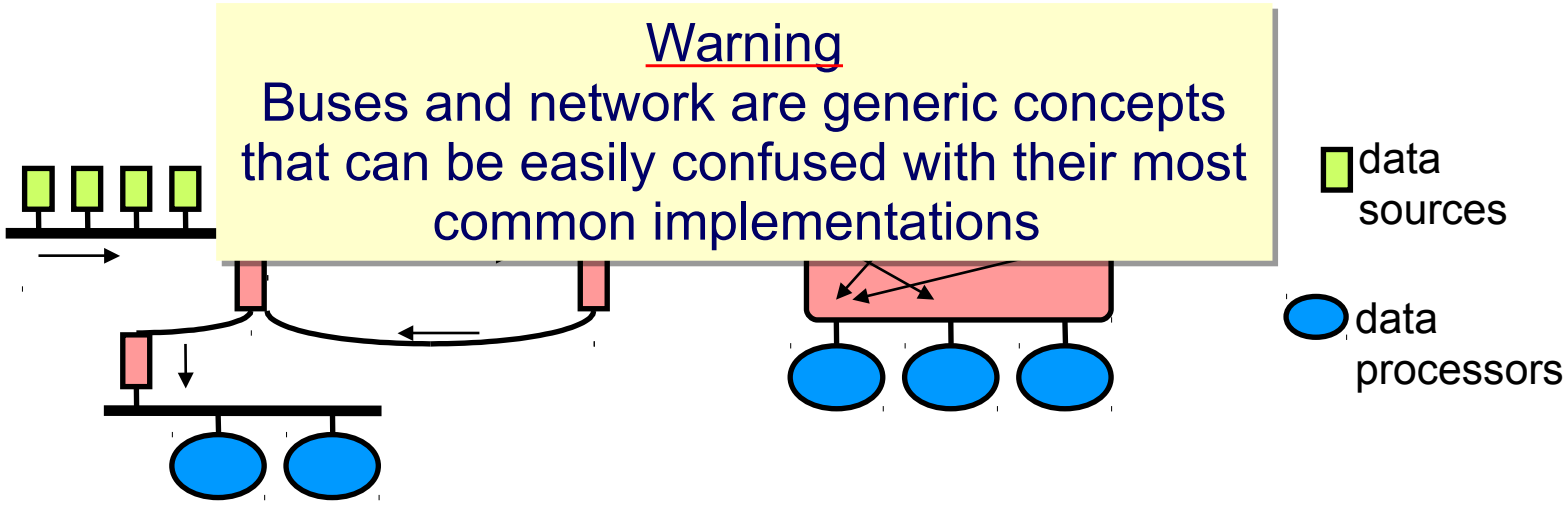 Warning
Buses and network are generic concepts
that can be easily confused with their most
common implementations
data
sources
data
processors